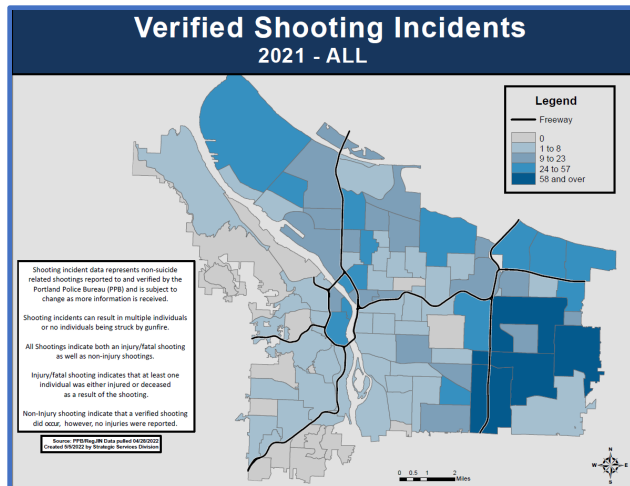 Verified Shooting Incidents
2021 - ALL
Legend
Freeway
0
1 to 8
9 to 23
24 to 57
58 and over
Shooting incident data represents non-suicide
related shootings reported to and verified by the
Portland Police Bureau (PPB) and is subject to
change as more information is received.
Shooting incidents can result in multiple individuals
or no individuals being struck by gunfire.
All Shootings indicate both an injury/fatal shooting
as well as non-injury shootings.
Injury/fatal shooting indicates that at least one
individual was either injured or deceased
as a result of the shooting.
Non-Injury shooting indicate that a verified shooting
did occur, however, no injuries were reported.
Source: PPB/RegJIN Data pulled 04/28/2022
Created 5/5/2022 by Strategic Services Division
0 0.5 1 2
Miles
N
W E
S